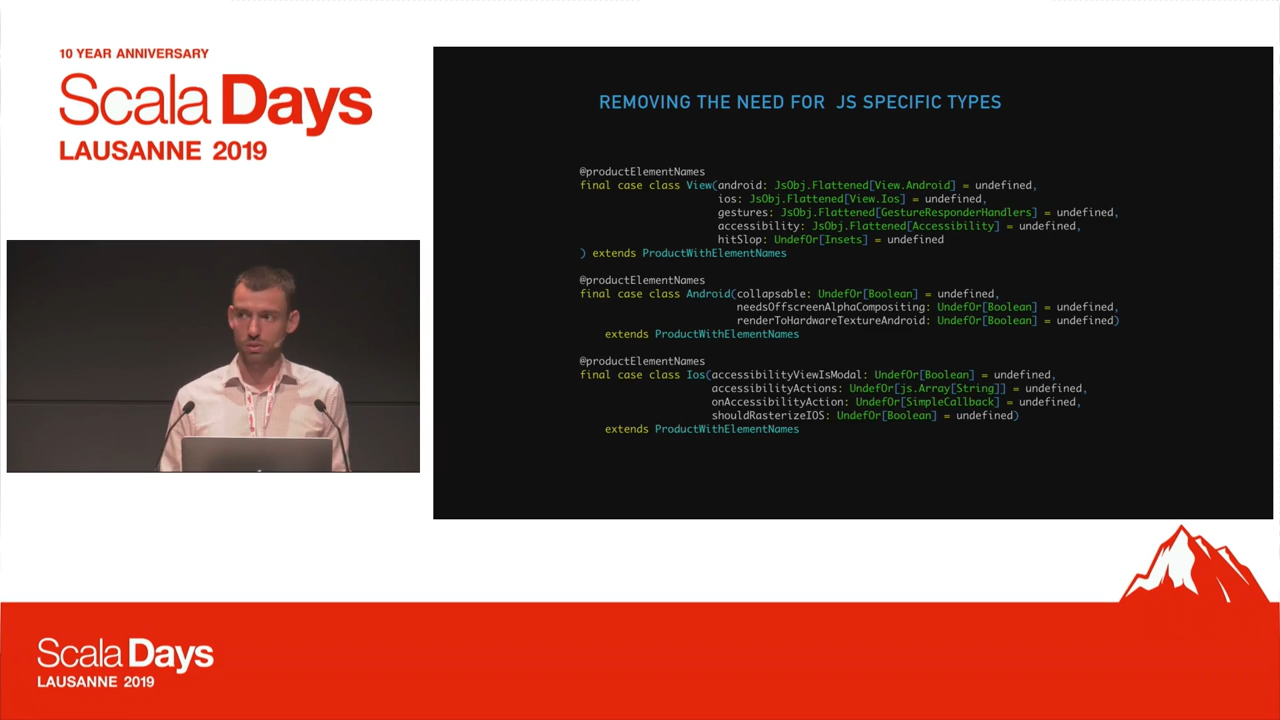 10 YEAR ANNIVERSARY
Scala Days
LAUSANNE 2019
REMOVING THE NEED FOR JS SPECIFIC TYPES
@productElementNames
final case class View(android: JsObj.Flattened[View.Android] = undefined,
ios: JsObj.Flattened[View.Ios] = undefined,
gestures: JsObj.Flattened[GestureResponderHandlers] = undefined,
accessibility: JsObj.Flattened[Accessibility] = undefined,
hitSlop: UndefOr[Insets] = undefined
) extends ProductWithElementNames
@productElementNames
final case class Android(collapsable: UndefOr[Boolean] = undefined,
needsOffscreenAlphaCompositing: UndefOr[Boolean] = undefined,
renderToHardwareTextureAndroid: UndefOr[Boolean] = undefined)
extends ProductWithElementNames
@productElementNames
final case class Ios(accessibilityViewIsModal: UndefOr[Boolean] = undefined,
accessibilityActions: UndefOr[js.Array[String]] = undefined,
onAccessibilityAction: UndefOr[SimpleCallback] = undefined,
shouldRasterizeIOS: UndefOr[Boolean] = undefined)
extends ProductWithElementNames
Scala Days
LAUSANNE 2019